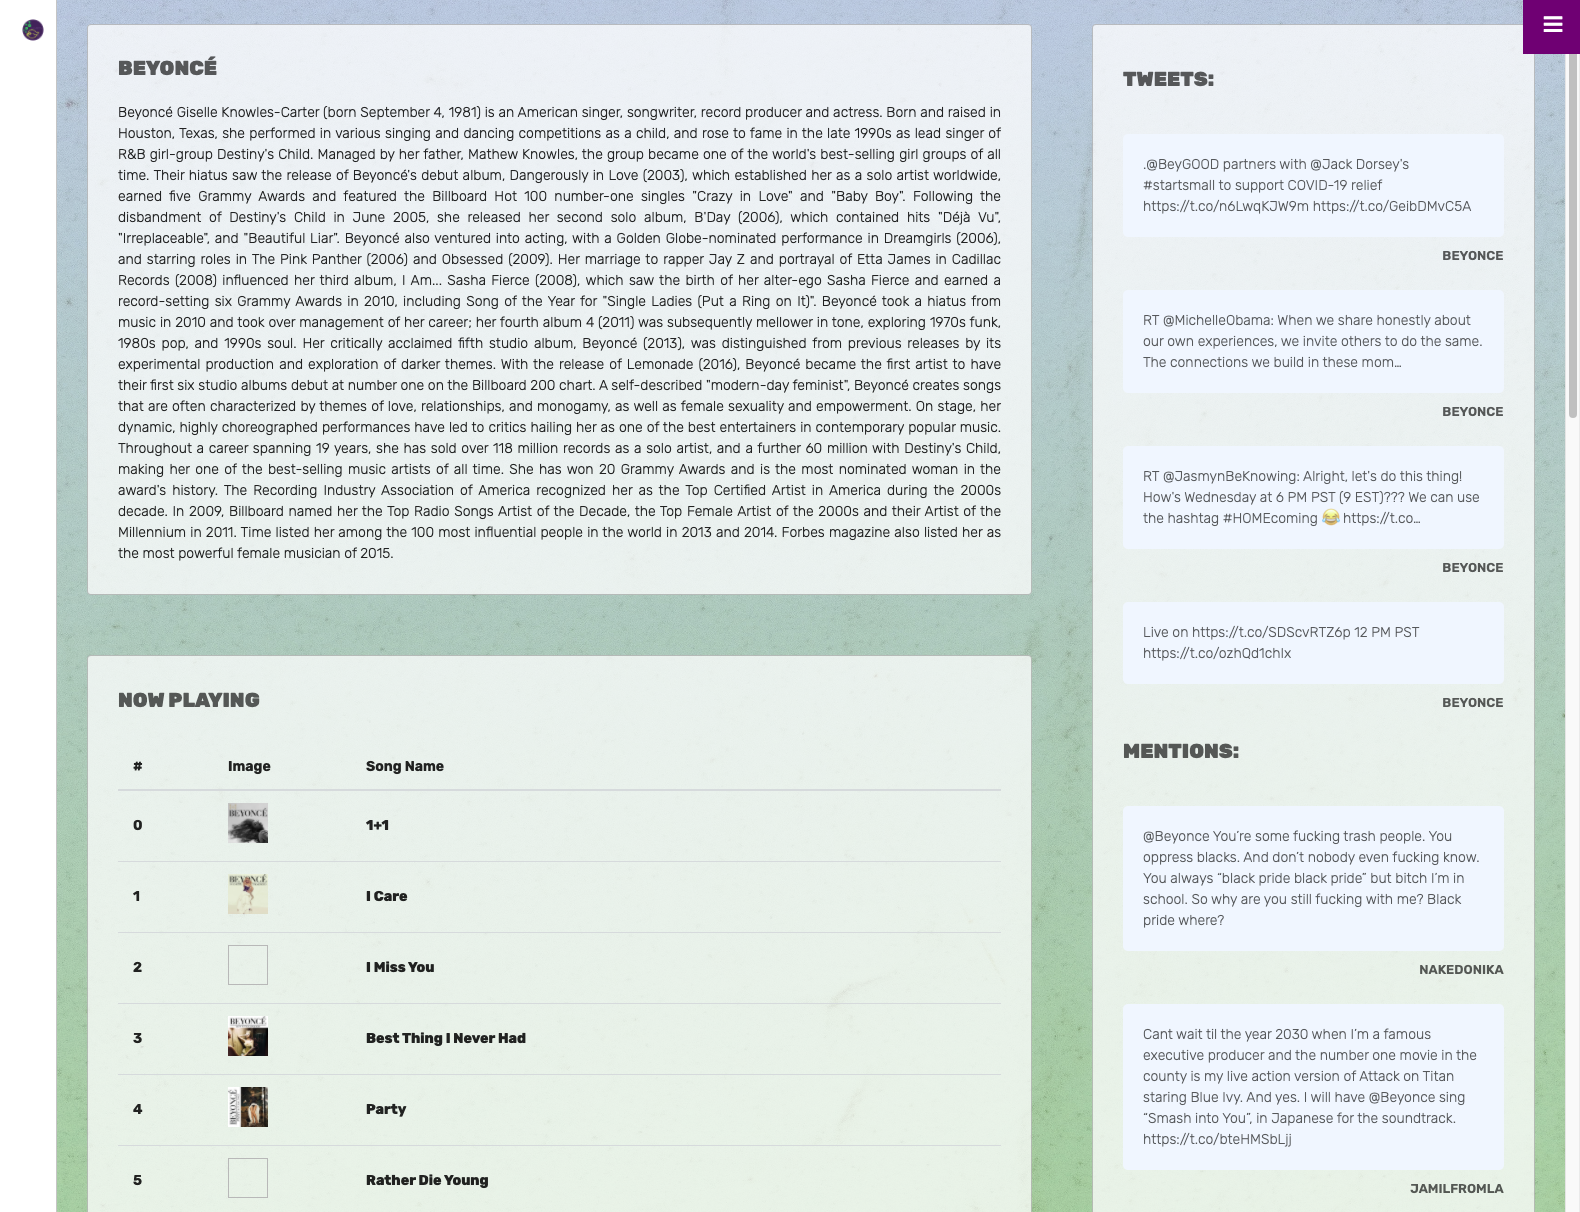 BEYONCÉ
Beyoncé Giselle Knowles-Carter (born September 4, 1981) is an American singer, songwriter, record producer and actress. Born and raised in
Houston, Texas, she performed in various singing and dancing competitions as a child, and rose to fame in the late 1990s as lead singer of
R&B girl-group Destiny's Child. Managed by her father, Mathew Knowles, the group became one of the world's best-selling girl groups of all
time. Their hiatus saw the release of Beyoncé's debut album, Dangerously in Love (2003), which established her as a solo artist worldwide,
earned five Grammy Awards and featured the Billboard Hot 100 number-one singles "Crazy in Love" and "Baby Boy". Following the
disbandment of Destiny's Child in June 2005, she released her second solo album, B'Day (2006), which contained hits "Déjà Vu",
"Irreplaceable", and "Beautiful Liar". Beyoncé also ventured into acting, with a Golden Globe-nominated performance in Dreamgirls (2006),
and starring roles in The Pink Panther (2006) and Obsessed (2009). Her marriage to rapper Jay Z and portrayal of Etta James in Cadillac
Records (2008) influenced her third album, I Am... Sasha Fierce (2008), which saw the birth of her alter-ego Sasha Fierce and earned a
record-setting six Grammy Awards in 2010, including Song of the Year for "Single Ladies (Put a Ring on It)". Beyoncé took a hiatus from
music in 2010 and took over management of her career; her fourth album 4 (2011) was subsequently mellower in tone, exploring 1970s funk,
1980s pop, and 1990s soul. Her critically acclaimed fifth studio album, Beyoncé (2013), was distinguished from previous releases by its
experimental production and exploration of darker themes. With the release of Lemonade (2016), Beyoncé became the first artist to have
their first six studio albums debut at number one on the Billboard 200 chart. A self-described "modern-day feminist", Beyoncé creates songs
that are often characterized by themes of love, relationships, and monogamy, as well as female sexuality and empowerment. On stage, her
dynamic, highly choreographed performances have led to critics hailing her as one of the best entertainers in contemporary popular music.
Throughout a career spanning 19 years, she has sold over 118 million records as a solo artist, and a further 60 million with Destiny's Child,
making her one of the best-selling music artists of all time. She has won 20 Grammy Awards and is the most nominated woman in the
award's history. The Recording Industry Association of America recognized her as the Top Certified Artist in America during the 2000s
decade. In 2009, Billboard named her the Top Radio Songs Artist of the Decade, the Top Female Artist of the 2000s and their Artist of the
Millennium in 2011. Time listed her among the 100 most influential people in the world in 2013 and 2014. Forbes magazine also listed her as
the most powerful female musician of 2015.
NOW PLAYING
# Image Song Name
0 BEYONCÉ 1+1
1 BEYONCÉ I Care
2 I Miss You
3 BEYONCÉ Best Thing I Never Had
4 BEYONCÉ Party
5 Rather Die Young
TWEETS:
.@BeyGOOD partners with @Jack Dorsey's
#startsmall to support COVID-19 relief
https://t.co/n6LwqKJW9m https://t.co/GeibDMvC5A
BEYONCE
RT @MichelleObama: When we share honestly about
our own experiences, we invite others to do the same.
The connections we build in these mom…
BEYONCE
RT @JasmynBeKnowing: Alright, let's do this thing!
How's Wednesday at 6 PM PST (9 EST)??? We can use
the hashtag #HOMEcoming 😂 https://t.co…
BEYONCE
Live on https://t.co/SDScvRTZ6p 12 PM PST
https://t.co/ozhQd1chIx
BEYONCE
MENTIONS:
@Beyonce You're some fucking trash people. You
oppress blacks. And don't nobody even fucking know.
You always "black pride black pride" but bitch I'm in
school. So why are you still fucking with me? Black
pride where?
NAKEDONIKA
Cant wait til the year 2030 when I'm a famous
executive producer and the number one movie in the
county is my live action version of Attack on Titan
staring Blue Ivy. And yes. I will have @Beyonce sing
"Smash into You", in Japanese for the soundtrack.
https://t.co/bteHMSbLjj
JAMILFROMLA